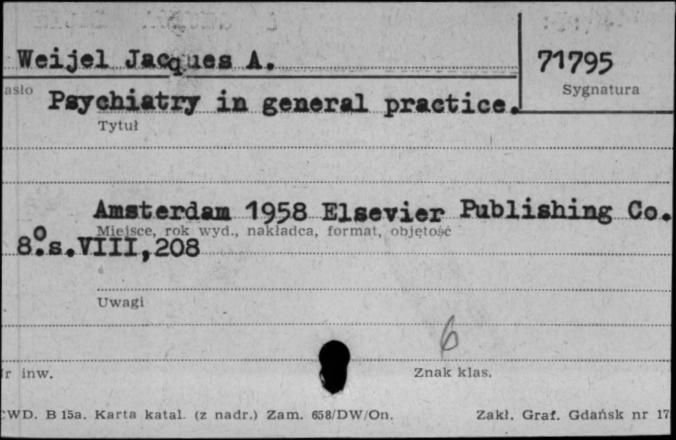 Weijel Jacques A.
71795
asło
Sygnatura
Psychiatry in general practice.
Tytuł
Amsterdam 1958 Elsevier Publishing Co.
Miejsce, rok wyd., nakładca, format, objętość
8°.s.VIII,208
Uwagi
6
r inw.
Znak klas.
CWD. B 15a. Karta katal. (z nadr.) Zam. 658/DW/On.
Zakł. Graf. Gdańsk nr 17